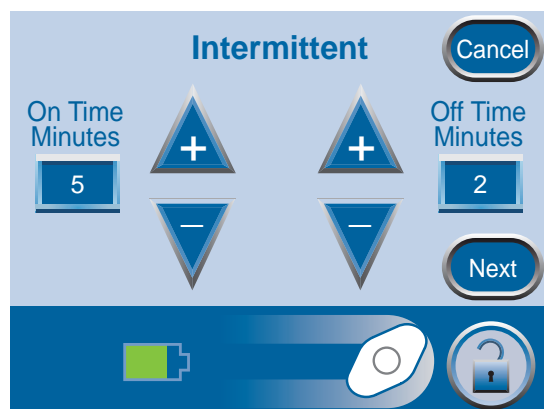 Intermittent
Cancel
On Time
Minutes
5
+
−
+
−
Off Time
Minutes
2
Next